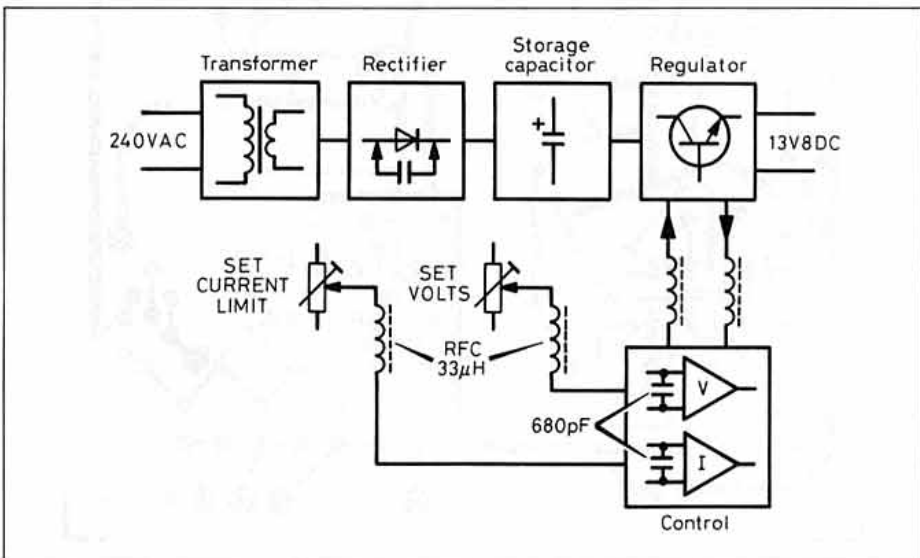 Transformer
Rectifier
Storage
capacitor
Regulator
240VAC
+
13V8DC
SET
CURRENT
LIMIT
SET
VOLTS
RFC
33µH
680pF
V
I
Control